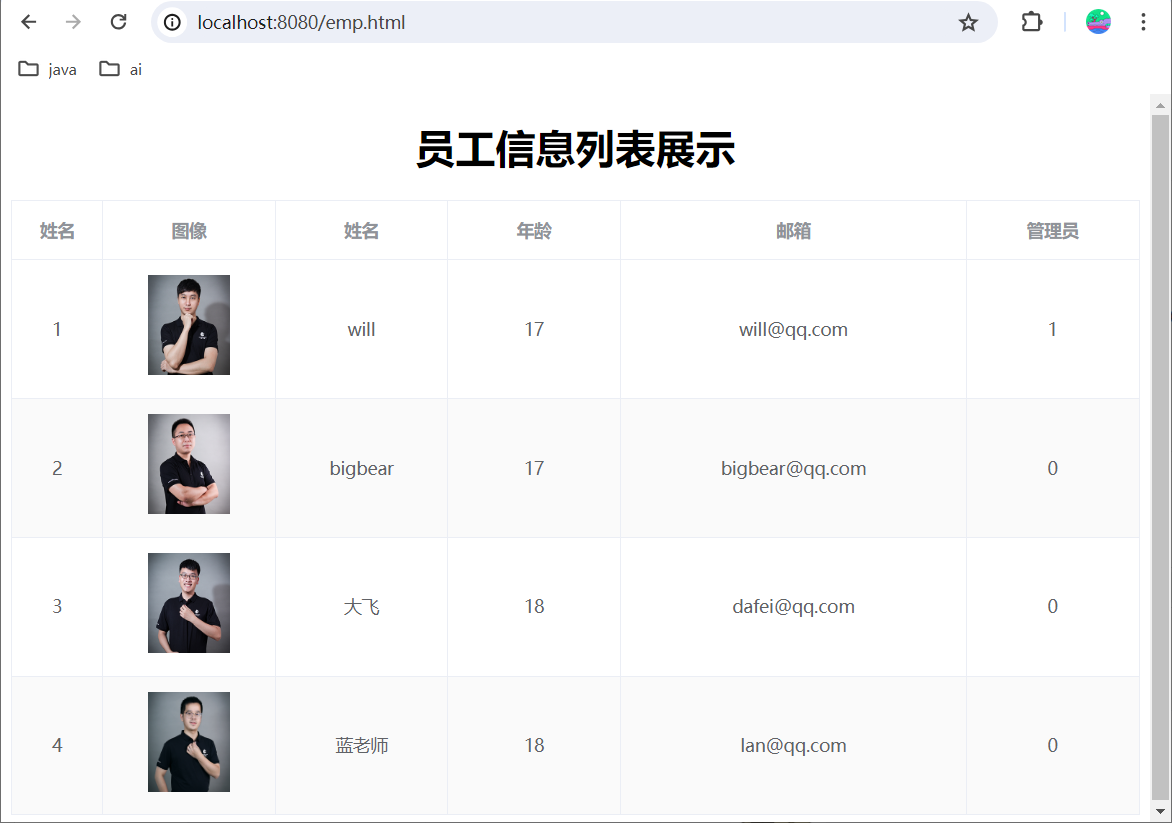 localhost:8080/emp.html
java ai
员工信息列表展示
姓名 图像 姓名 年龄 邮箱 管理员
1 will 17 will@qq.com 1
2 bigbear 17 bigbear@qq.com 0
3 大飞 18 dafei@qq.com 0
4 蓝老师 18 lan@qq.com 0